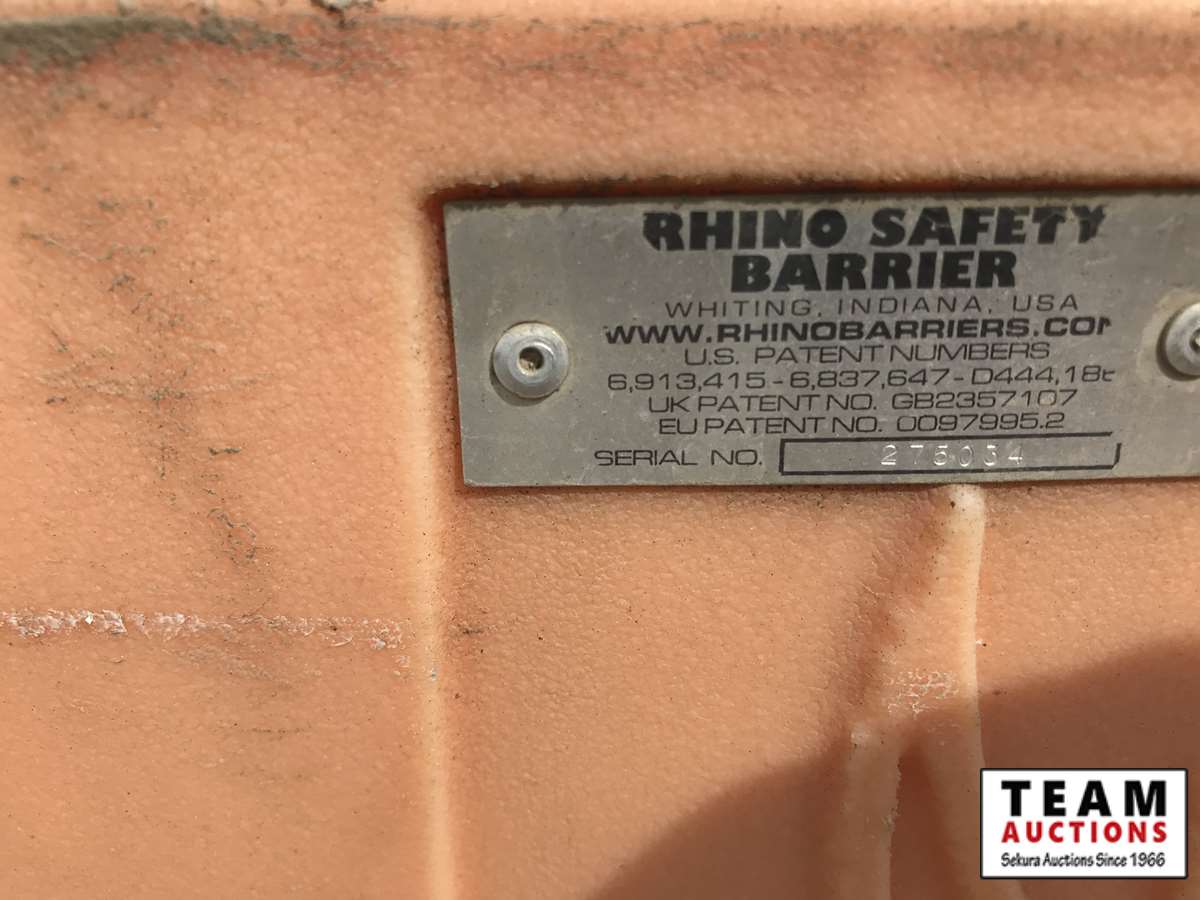 RHINO SAFETY
BARRIER
WHITING, INDIANA, USA
WWW.RHINOBARRIERS.COM
U.S. PATENT NUMBERS
6,913,415-6,837,647-D444,18
UK PATENT NO. GB2357107
EU PATENT NO. 0097995.2
SERIAL NO. 275034
TEAM
AUCTIONS
Sekura Auctions Since 1966